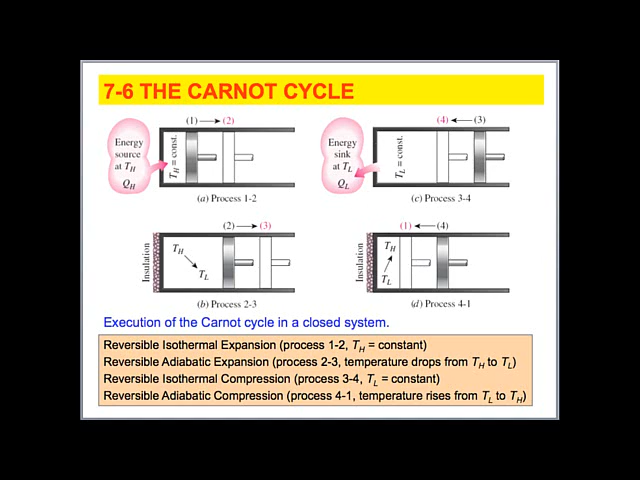 7-6 THE CARNOT CYCLE
(1) → (2)
Energy
source
at TH
QH
TH = const.
(a) Process 1-2
(4) ← (3)
Energy
sink
at TL
QL
TL = const.
(c) Process 3-4
(2) → (3)
Insulation
TH
TL
(b) Process 2-3
(1) ← (4)
Insulation
TH
TL
(d) Process 4-1
Execution of the Carnot cycle in a closed system.
Reversible Isothermal Expansion (process 1-2, TH = constant)
Reversible Adiabatic Expansion (process 2-3, temperature drops from TH to TL)
Reversible Isothermal Compression (process 3-4, TL = constant)
Reversible Adiabatic Compression (process 4-1, temperature rises from TL to TH)